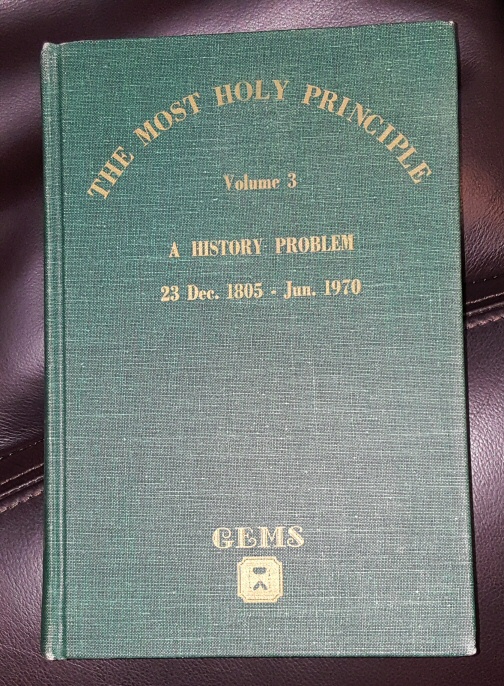 THE MOST HOLY PRINCIPLE
Volume 3
A HISTORY PROBLEM
23 Dec. 1805 - Jun. 1970
GEMS